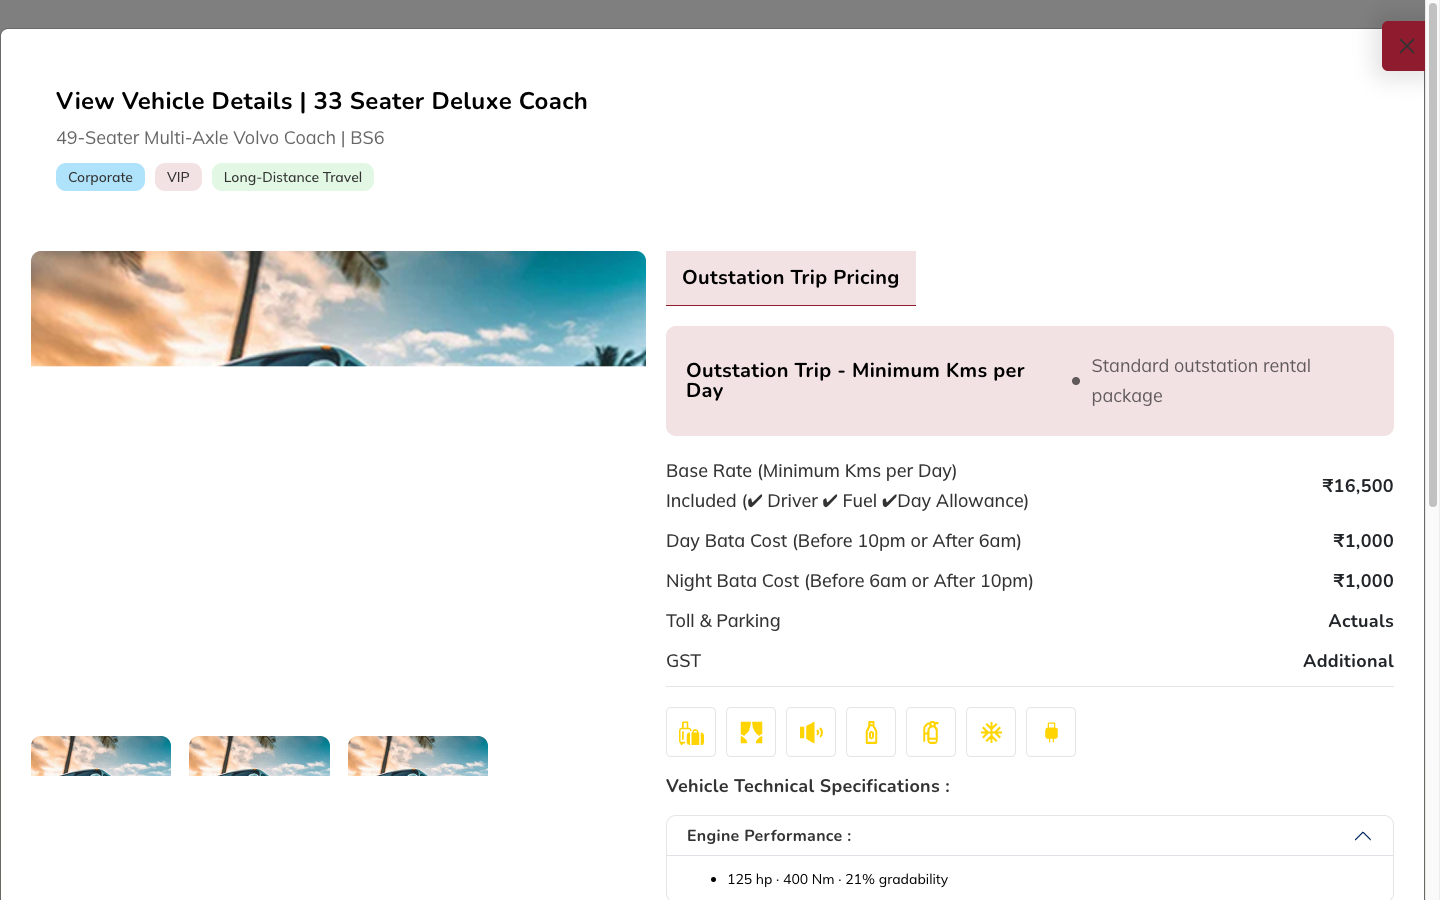 View Vehicle Details | 33 Seater Deluxe Coach
49-Seater Multi-Axle Volvo Coach | BS6
Corporate VIP Long-Distance Travel
Outstation Trip Pricing
Outstation Trip - Minimum Kms per
Day
Standard outstation rental
package
Base Rate (Minimum Kms per Day)
Included (✔ Driver ✔ Fuel ✔Day Allowance)
₹16,500
Day Bata Cost (Before 10pm or After 6am) ₹1,000
Night Bata Cost (Before 6am or After 10pm) ₹1,000
Toll & Parking Actuals
GST Additional
Vehicle Technical Specifications :
Engine Performance :
• 125 hp · 400 Nm · 21% gradability